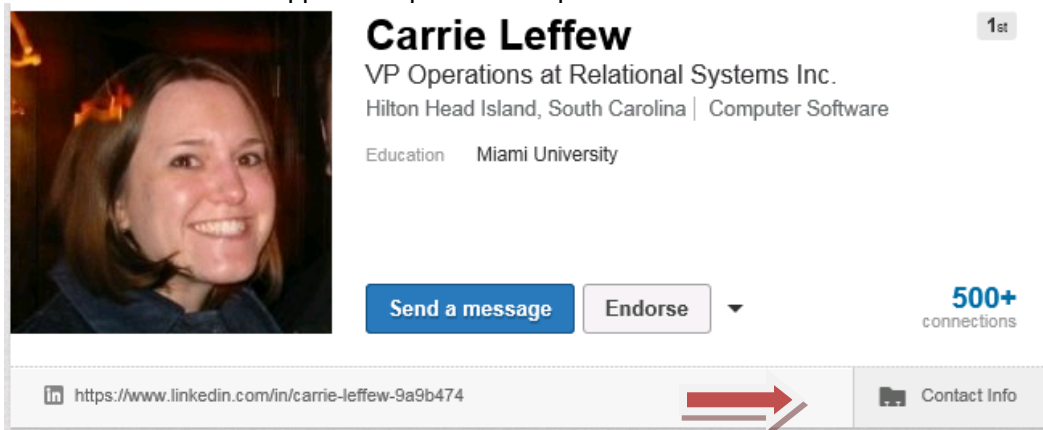 Carrie Leffew
1st
VP Operations at Relational Systems Inc.
Hilton Head Island, South Carolina | Computer Software
Education Miami University
Send a message Endorse
500+
connections
in https://www.linkedin.com/in/carrie-leffew-9a9b474
Contact Info